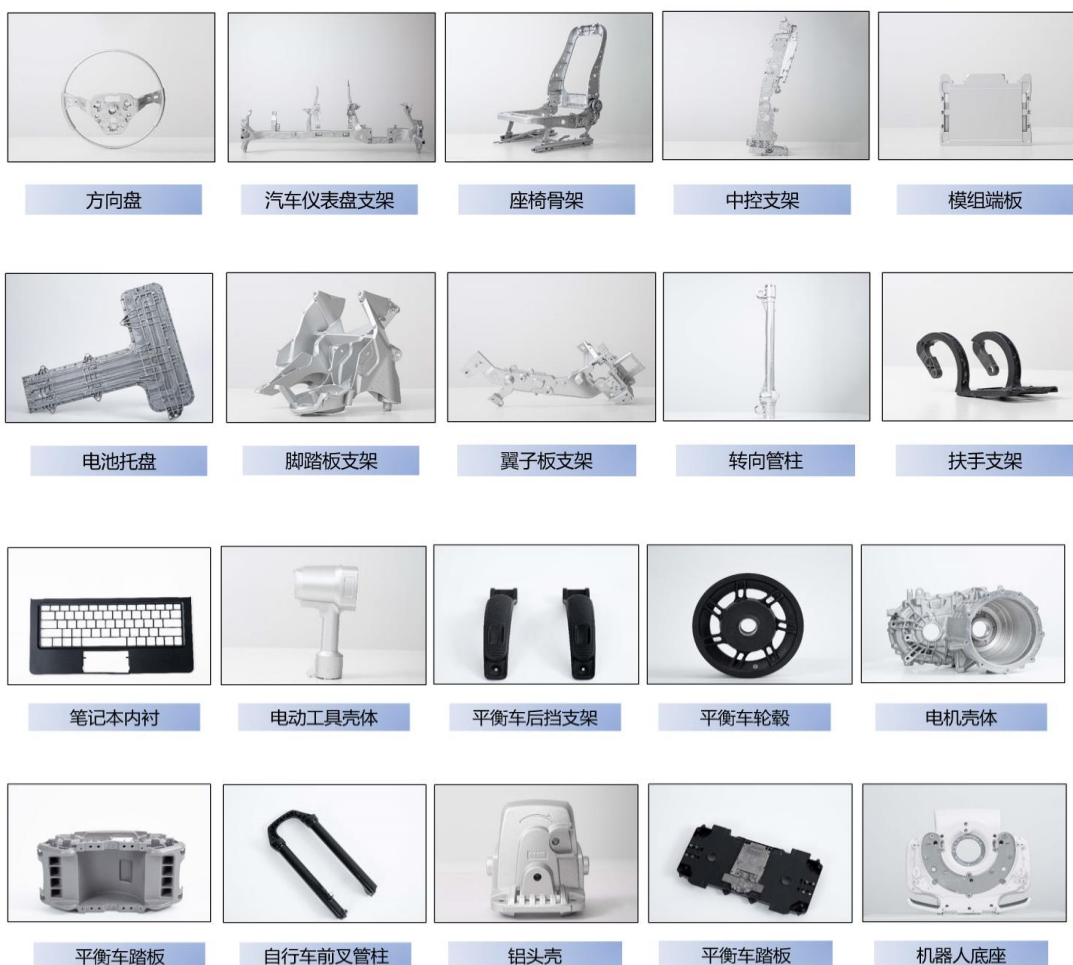 方向盘
汽车仪表盘支架
座椅骨架
中控支架
模组端板
电池托盘
脚踏板支架
翼子板支架
转向管柱
扶手支架
笔记本内衬
电动工具壳体
平衡车后挡支架
平衡车轮毂
电机壳体
平衡车踏板
自行车前叉管柱
铝头壳
平衡车踏板
机器人底座